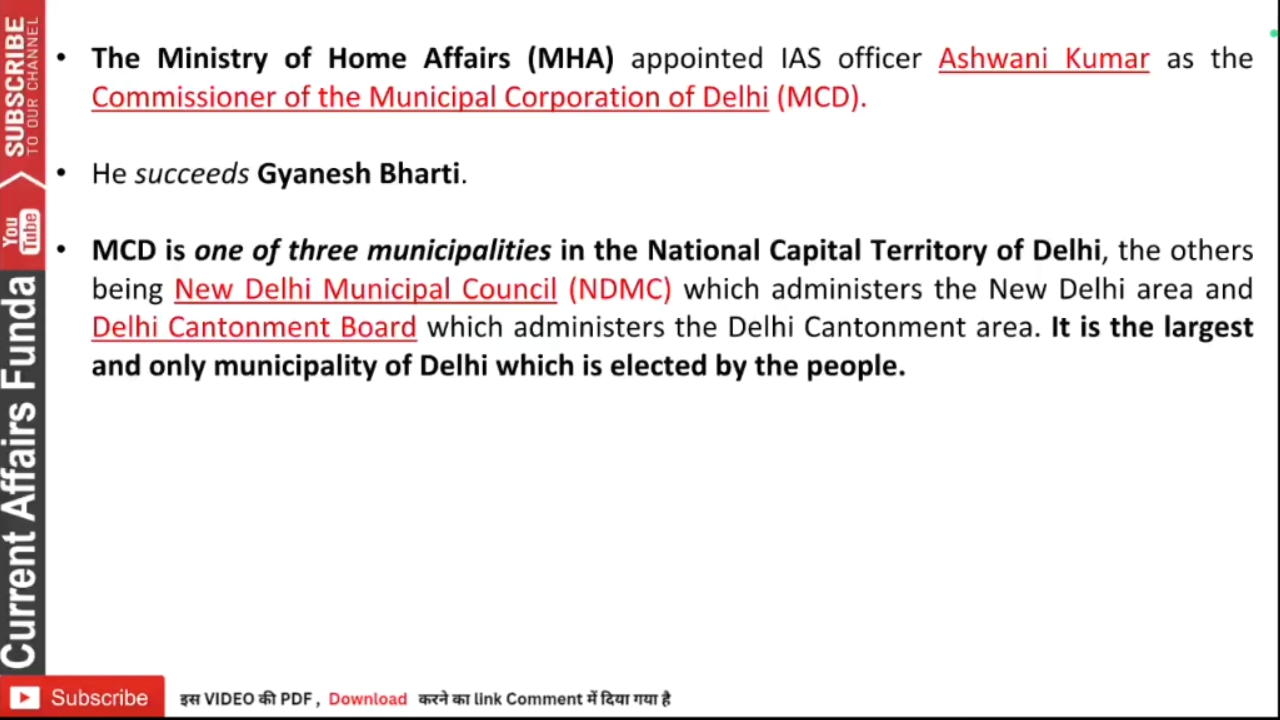 • The Ministry of Home Affairs (MHA) appointed IAS officer Ashwani Kumar as the
Commissioner of the Municipal Corporation of Delhi (MCD).
• He succeeds Gyanesh Bharti.
• MCD is one of three municipalities in the National Capital Territory of Delhi, the others
being New Delhi Municipal Council (NDMC) which administers the New Delhi area and
Delhi Cantonment Board which administers the Delhi Cantonment area. It is the largest
and only municipality of Delhi which is elected by the people.
SUBSCRIBE
TO OUR CHANNEL
You
Tube
Current Affairs Funda
Subscribe
इस VIDEO की PDF , Download करने का link Comment में दिया गया है